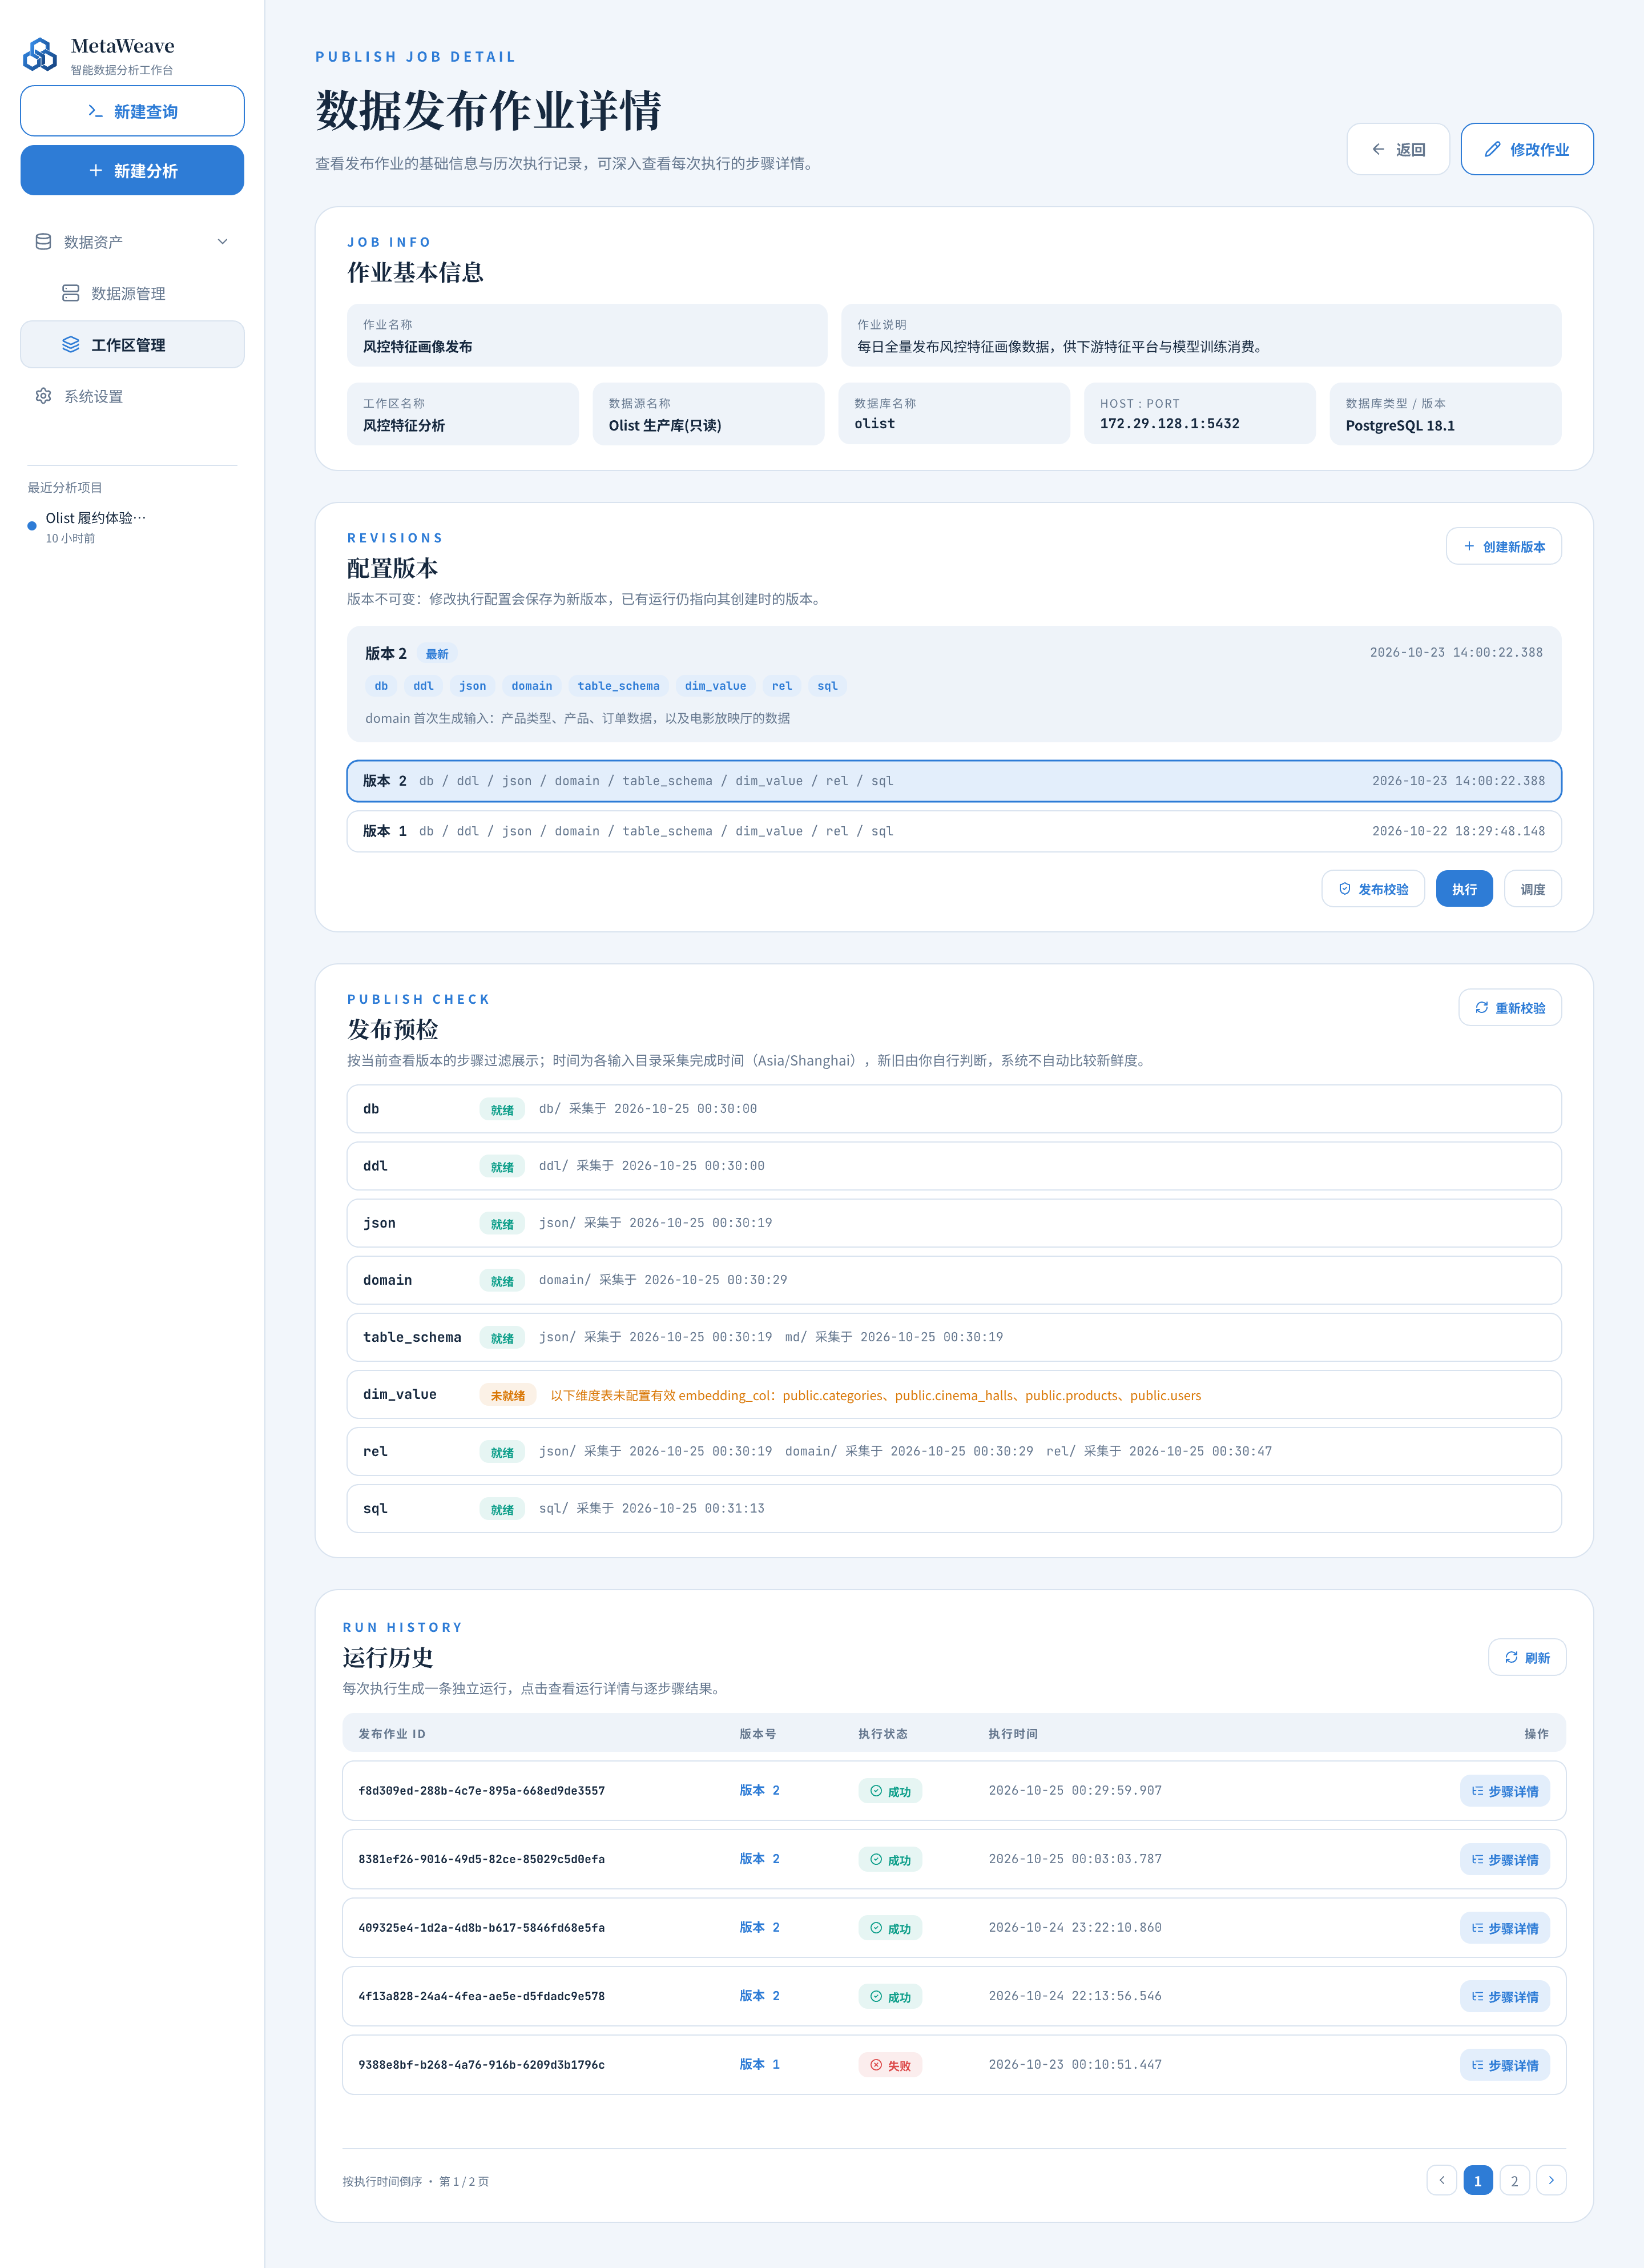 MetaWeave
智能数据分析工作台
新建查询
新建分析
数据资产
数据源管理
工作区管理
系统设置
最近分析项目
Olist 履约体验…
10 小时前
PUBLISH JOB DETAIL
数据发布作业详情
查看发布作业的基础信息与历次执行记录，可深入查看每次执行的步骤详情。
返回
修改作业
JOB INFO
作业基本信息
作业名称
风控特征画像发布
作业说明
每日全量发布风控特征画像数据，供下游特征平台与模型训练消费。
工作区名称
风控特征分析
数据源名称
Olist 生产库(只读)
数据库名称
olist
HOST : PORT
172.29.128.1:5432
数据库类型 / 版本
PostgreSQL 18.1
REVISIONS
配置版本
版本不可变：修改执行配置会保存为新版本，已有运行仍指向其创建时的版本。
创建新版本
版本 2 最新 2026-10-23 14:00:22.388
db ddl json domain table_schema dim_value rel sql
domain 首次生成输入：产品类型、产品、订单数据，以及电影放映厅的数据
版本 2 db / ddl / json / domain / table_schema / dim_value / rel / sql 2026-10-23 14:00:22.388
版本 1 db / ddl / json / domain / table_schema / dim_value / rel / sql 2026-10-22 18:29:48.148
发布校验 执行 调度
PUBLISH CHECK
发布预检
按当前查看版本的步骤过滤展示；时间为各输入目录采集完成时间（Asia/Shanghai），新旧由你自行判断，系统不自动比较新鲜度。
重新校验
db 就绪 db/ 采集于 2026-10-25 00:30:00
ddl 就绪 ddl/ 采集于 2026-10-25 00:30:00
json 就绪 json/ 采集于 2026-10-25 00:30:19
domain 就绪 domain/ 采集于 2026-10-25 00:30:29
table_schema 就绪 json/ 采集于 2026-10-25 00:30:19 md/ 采集于 2026-10-25 00:30:19
dim_value 未就绪 以下维度表未配置有效 embedding_col：public.categories、public.cinema_halls、public.products、public.users
rel 就绪 json/ 采集于 2026-10-25 00:30:19 domain/ 采集于 2026-10-25 00:30:29 rel/ 采集于 2026-10-25 00:30:47
sql 就绪 sql/ 采集于 2026-10-25 00:31:13
RUN HISTORY
运行历史
每次执行生成一条独立运行，点击查看运行详情与逐步骤结果。
刷新
发布作业 ID 版本号 执行状态 执行时间 操作
f8d309ed-288b-4c7e-895a-668ed9de3557 版本 2 成功 2026-10-25 00:29:59.907 步骤详情
8381ef26-9016-49d5-82ce-85029c5d0efa 版本 2 成功 2026-10-25 00:03:03.787 步骤详情
409325e4-1d2a-4d8b-b617-5846fd68e5fa 版本 2 成功 2026-10-24 23:22:10.860 步骤详情
4f13a828-24a4-4fea-ae5e-d5fdadc9e578 版本 2 成功 2026-10-24 22:13:56.546 步骤详情
9388e8bf-b268-4a76-916b-6209d3b1796c 版本 1 失败 2026-10-23 00:10:51.447 步骤详情
按执行时间倒序 · 第 1 / 2 页
1 2